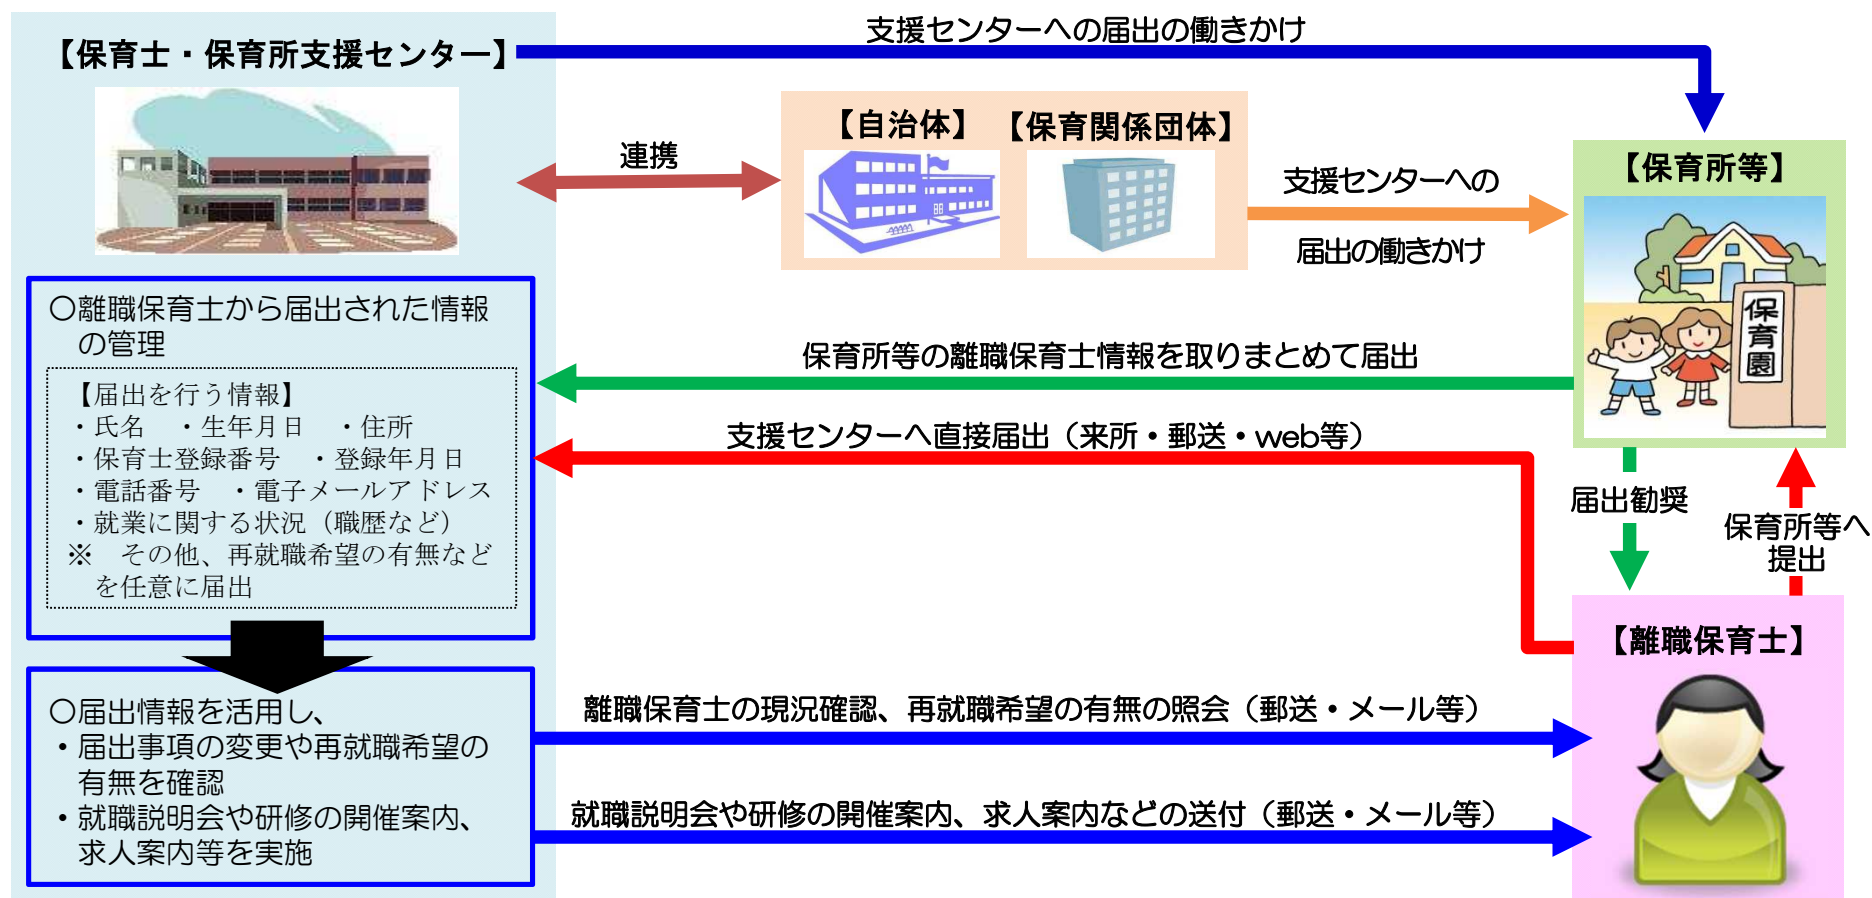 【保育士・保育所支援センター】
支援センターへの届出の働きかけ
【自治体】
【保育関係団体】
連携
支援センターへの
届出の働きかけ
【保育所等】
保育園
〇離職保育士から届出された情報
の管理
【届出を行う情報】
・氏名　・生年月日　・住所
・保育士登録番号　・登録年月日
・電話番号　・電子メールアドレス
・就業に関する状況（職歴など）
※　その他、再就職希望の有無など
を任意に届出
保育所等の離職保育士情報を取りまとめて届出
支援センターへ直接届出（来所・郵送・web等）
届出勧奨
保育所等へ
提出
【離職保育士】
〇届出情報を活用し、
・届出事項の変更や再就職希望の
有無を確認
・就職説明会や研修の開催案内、
求人案内等を実施
離職保育士の現況確認、再就職希望の有無の照会（郵送・メール等）
就職説明会や研修の開催案内、求人案内などの送付（郵送・メール等）